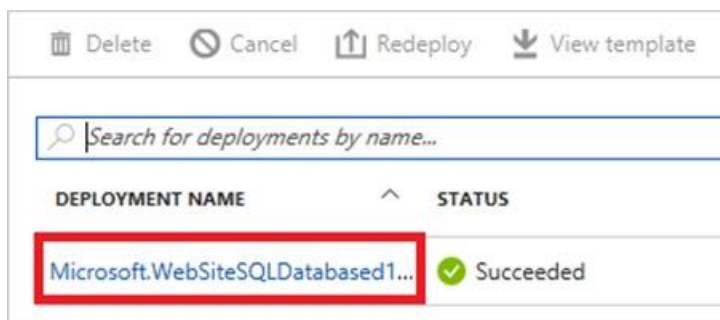 Delete Cancel Redeploy View template
Search for deployments by name...
DEPLOYMENT NAME STATUS
Microsoft.WebSiteSQLDatabased1... Succeeded